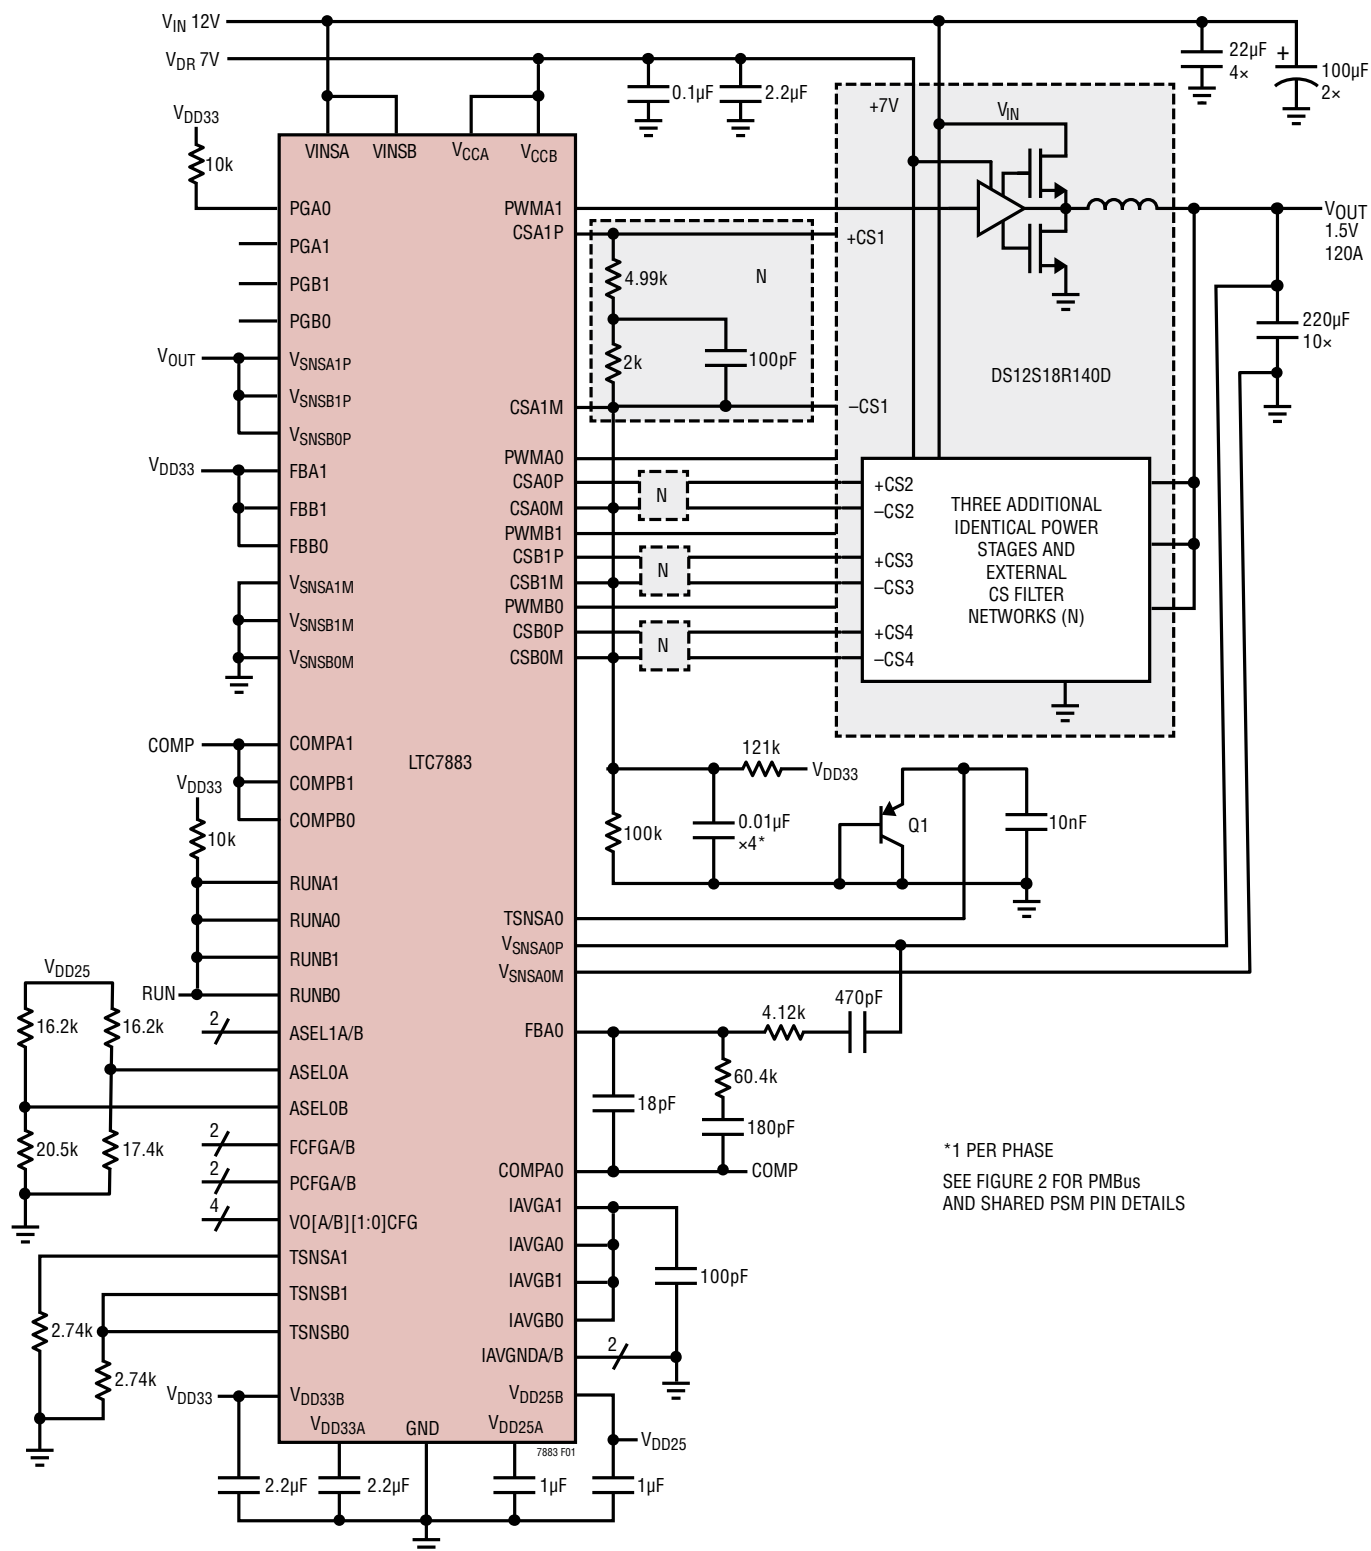 VIN 12V
VDR 7V
22µF
4×
+
100µF
2×
0.1µF
2.2µF
+7V
VIN
VDD33
10k
VINSA
VINSB
VCCA
VCCB
PGA0
PGA1
PGB1
PGB0
VOUT
VSNSA1P
VSNSB1P
VSNSB0P
VDD33
FBA1
FBB1
FBB0
VSNSA1M
VSNSB1M
VSNSB0M
COMP
COMPA1
COMPB1
COMPB0
VDD33
10k
RUNA1
RUNA0
RUNB1
RUN
RUNB0
VDD25
16.2k
16.2k
2
ASEL1A/B
ASEL0A
ASEL0B
20.5k
17.4k
2
FCFGA/B
2
PCFGA/B
4
VO[A/B][1:0]CFG
TSNSA1
TSNSB1
TSNSB0
2.74k
2.74k
VDD33
VDD33B
VDD33A
GND
VDD25A
7883 F01
2.2µF
2.2µF
1µF
1µF
LTC7883
PWMA1
CSA1P
4.99k
N
2k
100pF
CSA1M
+CS1
–CS1
DS12S18R140D
VOUT
1.5V
120A
220µF
10×
PWMA0
CSA0P
CSA0M
PWMB1
CSB1P
CSB1M
PWMB0
CSB0P
CSB0M
N
N
N
+CS2
–CS2
+CS3
–CS3
+CS4
–CS4
THREE ADDITIONAL
IDENTICAL POWER
STAGES AND
EXTERNAL
CS FILTER
NETWORKS (N)
121k
VDD33
100k
0.01µF
×4*
Q1
10nF
TSNSA0
VSNSA0P
VSNSA0M
FBA0
4.12k
470pF
60.4k
18pF
180pF
COMPA0
COMP
IAVGA1
IAVGA0
IAVGB1
IAVGB0
100pF
IAVGNDA/B
2
VDD25B
VDD25
*1 PER PHASE
SEE FIGURE 2 FOR PMBus
AND SHARED PSM PIN DETAILS